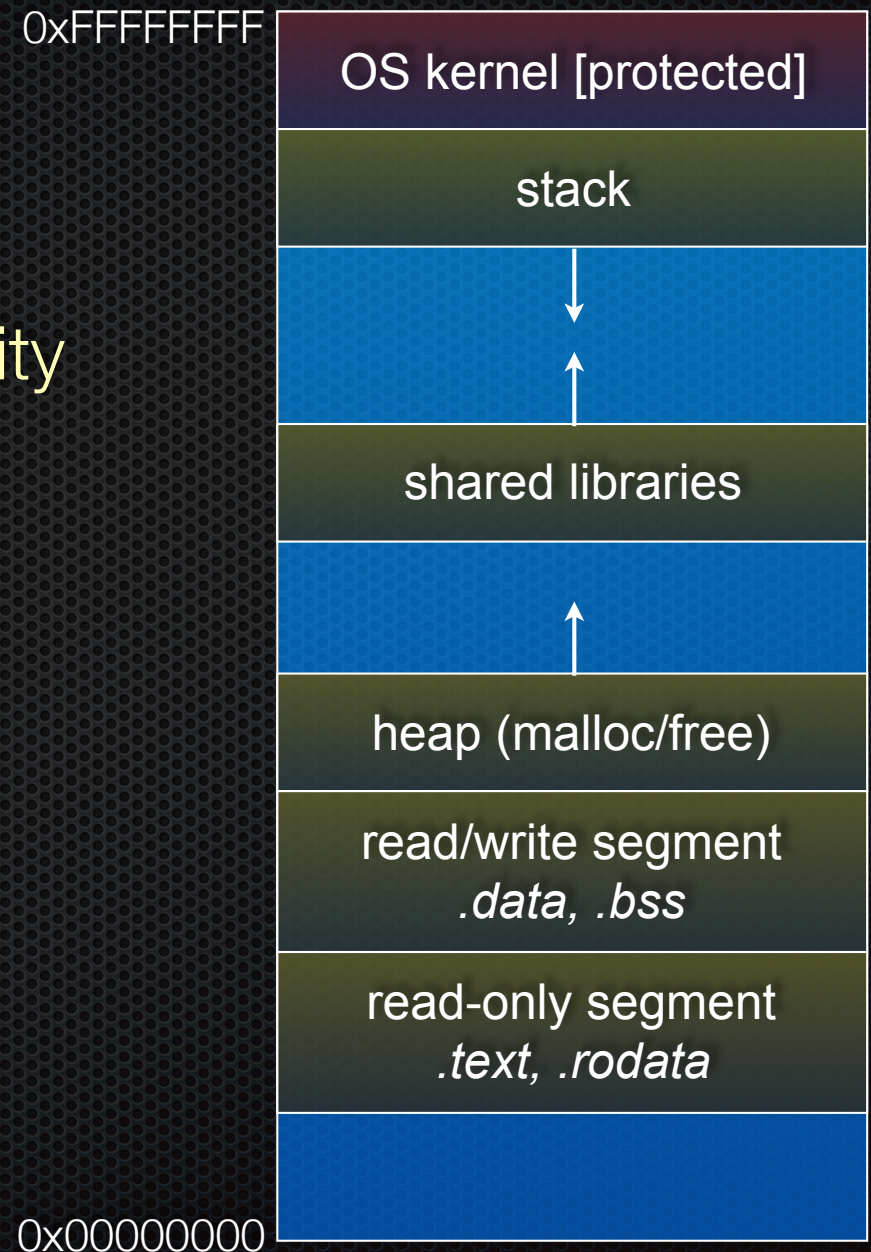 0xFFFFFFFF
OS kernel [protected]
stack
ity
shared libraries
heap (malloc/free)
read/write segment
.data, .bss
read-only segment
.text, .rodata
0x00000000